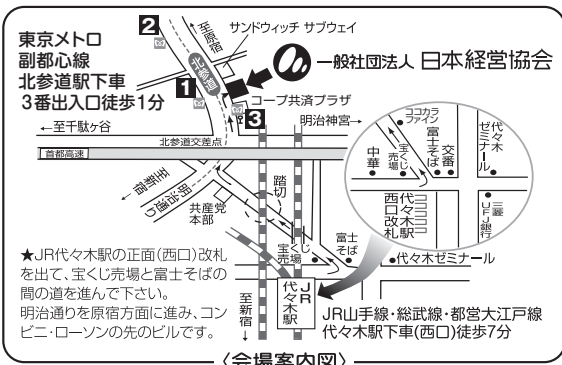 東京メトロ
副都心線
北参道駅下車
3番出入口徒歩1分
2
至原宿
サンドウィッチ サブウェイ
北参道
1
一般社団法人 日本経営協会
コープ共済プラザ
3
明治神宮→
←至千駄ヶ谷
北参道交差点
首都高速
至新宿
明治通り
共産党
本部
踏切
ココカラ
ファイン
中華
宝くじ
売場
富士そば
交番
代々木
ゼミナール
代々木駅
西口改札
三菱
UFJ銀行
★JR代々木駅の正面(西口)改札
を出て、宝くじ売場と富士そばの
間の道を進んで下さい。
明治通りを原宿方面に進み、コン
ビニ・ローソンの先のビルです。
宝くじ
売場
富士
そば
代々木ゼミナール
至新宿
↓
JR
代々木駅
JR山手線・総武線・都営大江戸線
代々木駅下車(西口)徒歩7分
〈会場案内図〉